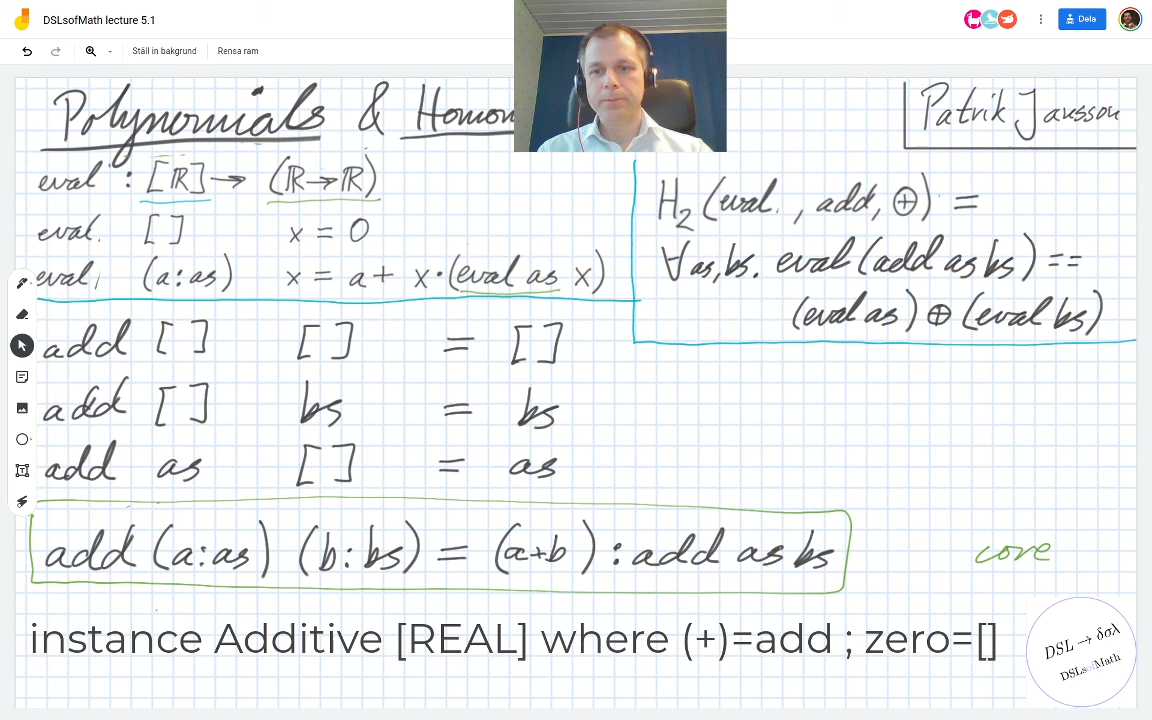 DSLsofMath lecture 5.1
Dela
Ställ in bakgrund Rensa ram
Polynomials & Homom
Patrik Jansson
eval : [ℝ] → (ℝ→ℝ)
eval. [] x = 0
eval. (a:as) x = a + x·(eval as x)
H₂(eval., add, ⊕) =
∀as,bs. eval(add as bs) ==
(eval as) ⊕ (eval bs)
add [] [] = []
add [] bs = bs
add as [] = as
add (a:as) (b:bs) = (a+b) : add as bs
core
instance Additive [REAL] where (+)=add ; zero=[]
DSL → δσλ
DSLsofMath